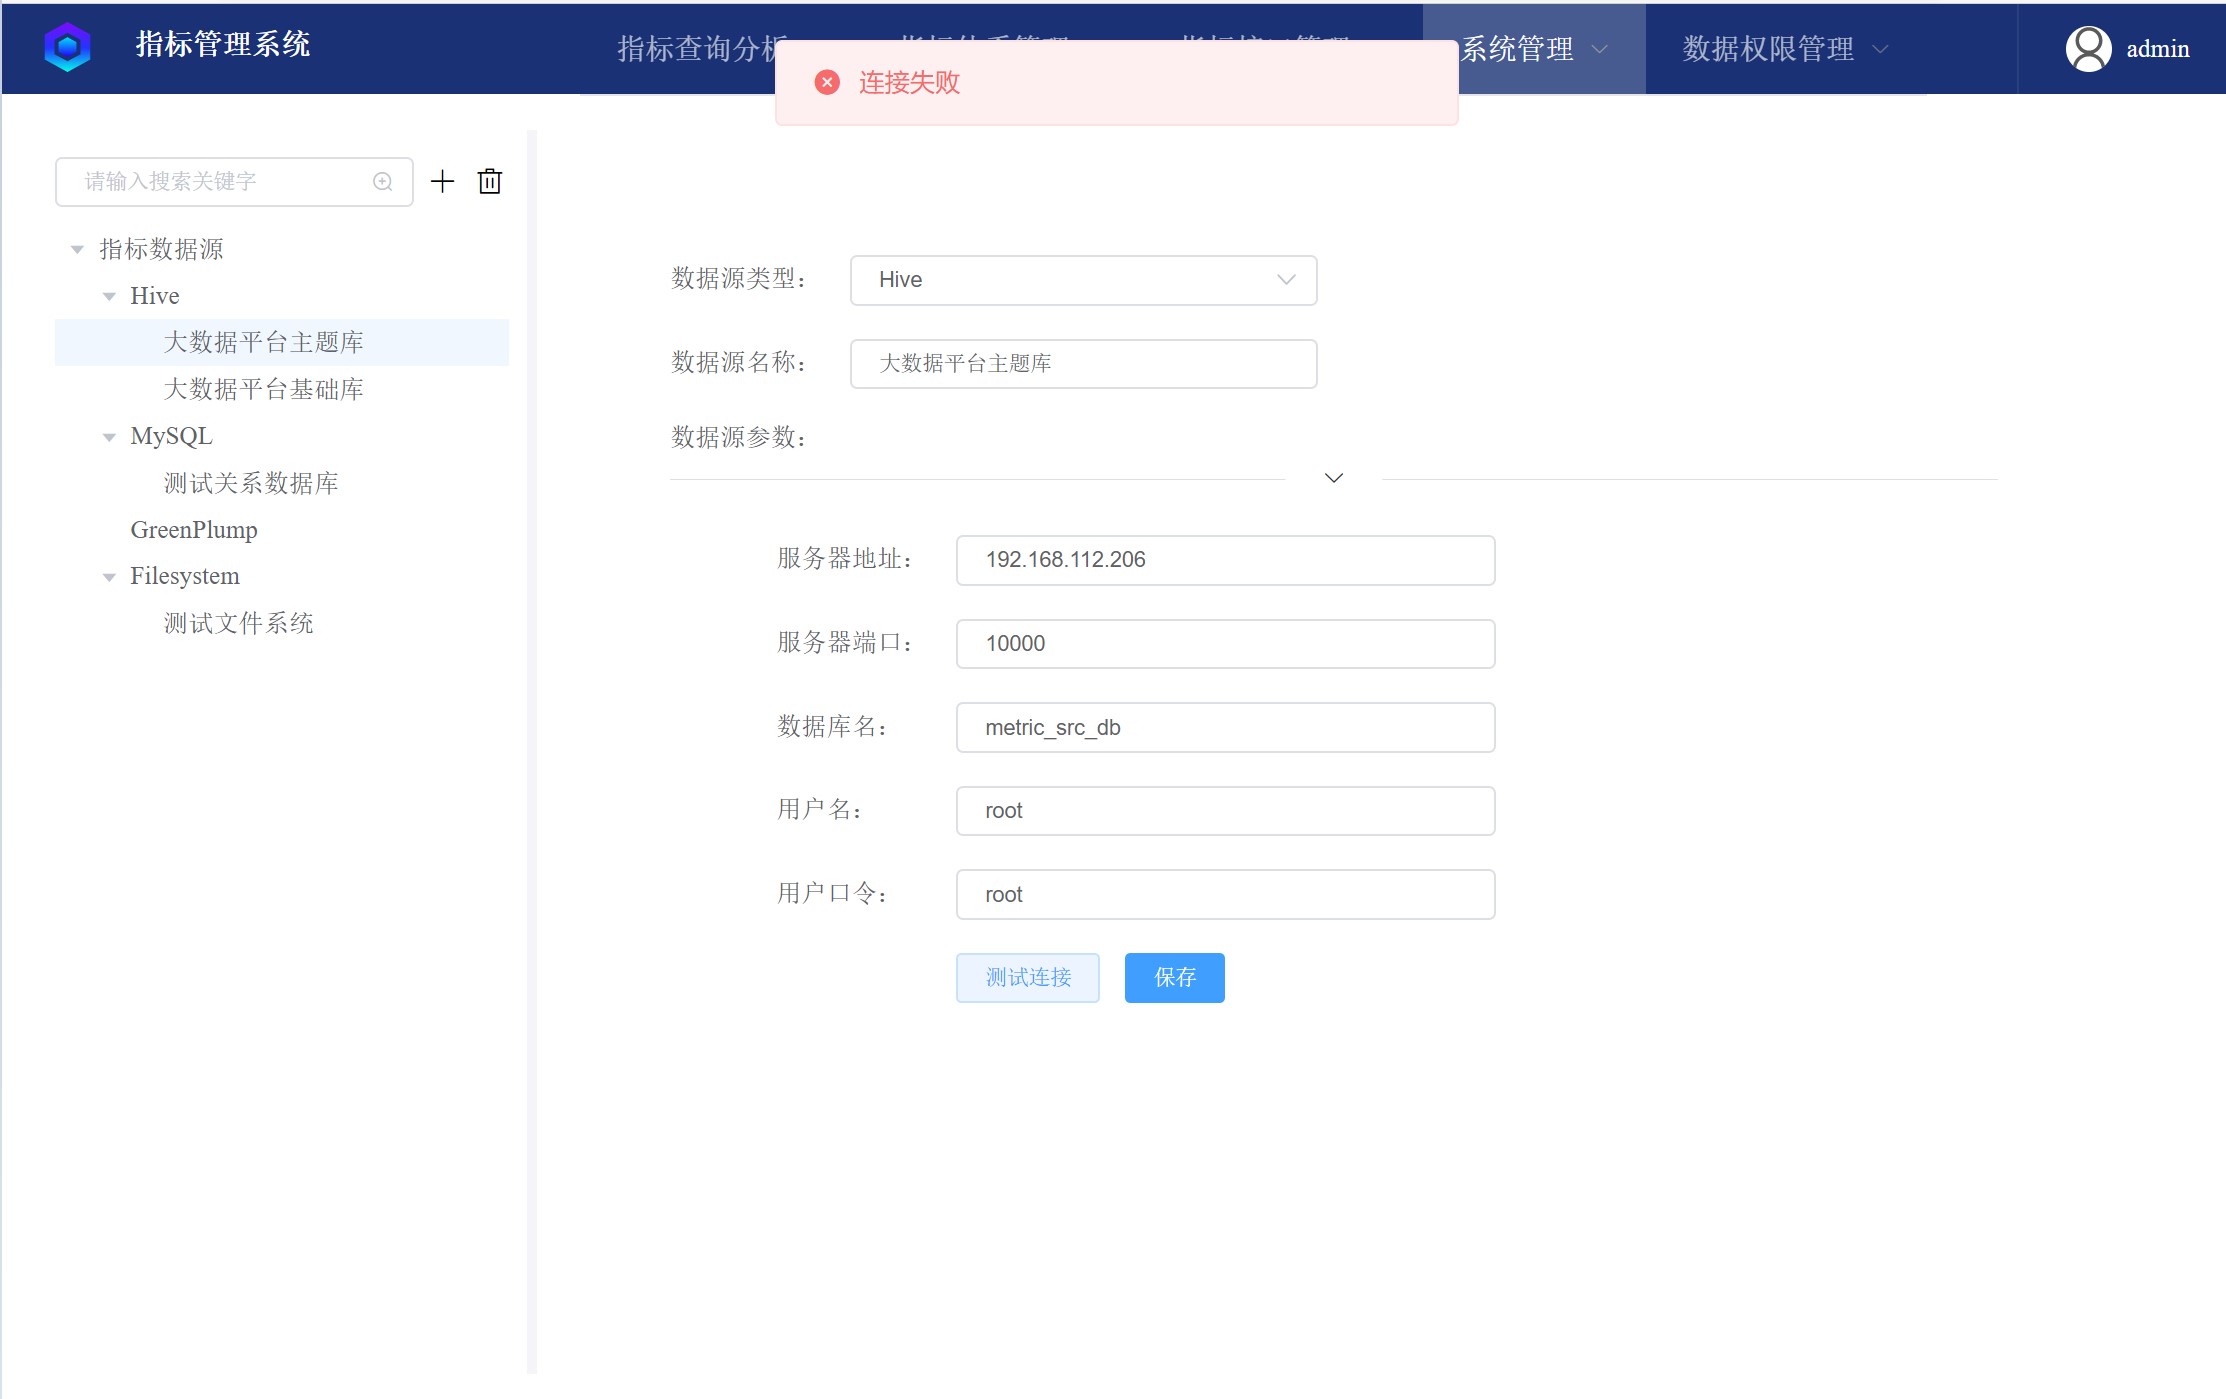 指标管理系统
指标查询分析
系统管理
数据权限管理
admin
连接失败
请输入搜索关键字
指标数据源
Hive
大数据平台主题库
大数据平台基础库
MySQL
测试关系数据库
GreenPlump
Filesystem
测试文件系统
数据源类型： Hive
数据源名称： 大数据平台主题库
数据源参数：
服务器地址： 192.168.112.206
服务器端口： 10000
数据库名： metric_src_db
用户名： root
用户口令： root
测试连接 保存